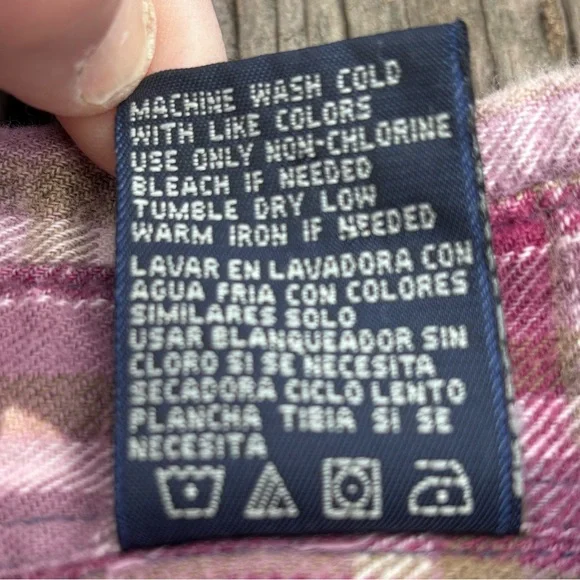 MACHINE WASH COLD
WITH LIKE COLORS
USE ONLY NON-CHLORINE
BLEACH IF NEEDED
TUMBLE DRY LOW
WARM IRON IF NEEDED
LAVAR EN LAVADORA CON
AGUA FRIA CON COLORES
SIMILARES SOLO
USAR BLANQUEADOR SIN
CLORO SI SE NECESITA
SECADORA CICLO LENTO
PLANCHA TIBIA SI SE
NECESITA